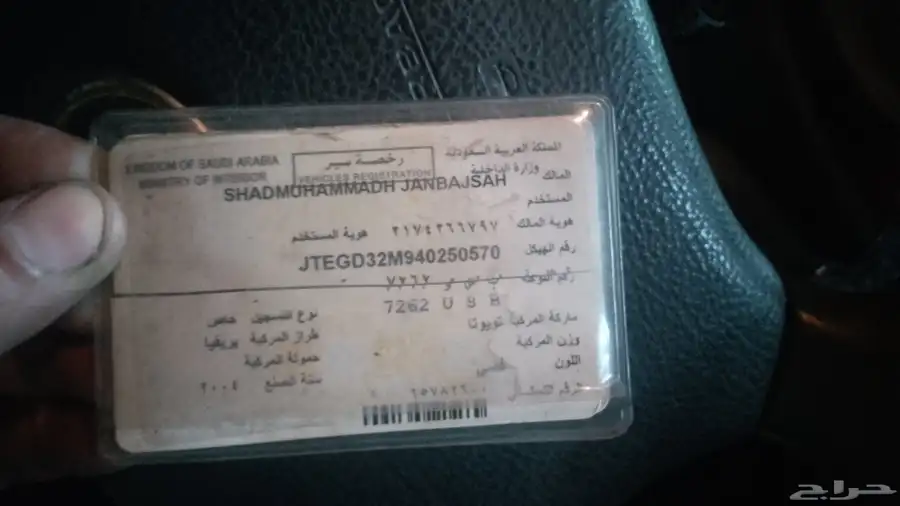 المملكة العربية السعودية
وزارة الداخلية
رخصة سير
VEHICLES REGISTRATION
KINGDOM OF SAUDI ARABIA
MINISTRY OF INTERIOR
المالك SHADMUHAMMADH JANBAJSAH
المستخدم
هوية المالك ٢١٧٤٢٦٦٧٩٧ هوية المستخدم
رقم الهيكل JTEGD32M940250570
رقم اللوحة ٧٢٦٢
7262 U B B
ماركة المركبة تويوتا نوع التسجيل خاص
وزن المركبة طراز المركبة بريفيا
اللون فضي حمولة المركبة
سنة الصنع ٢٠٠٤
حراج